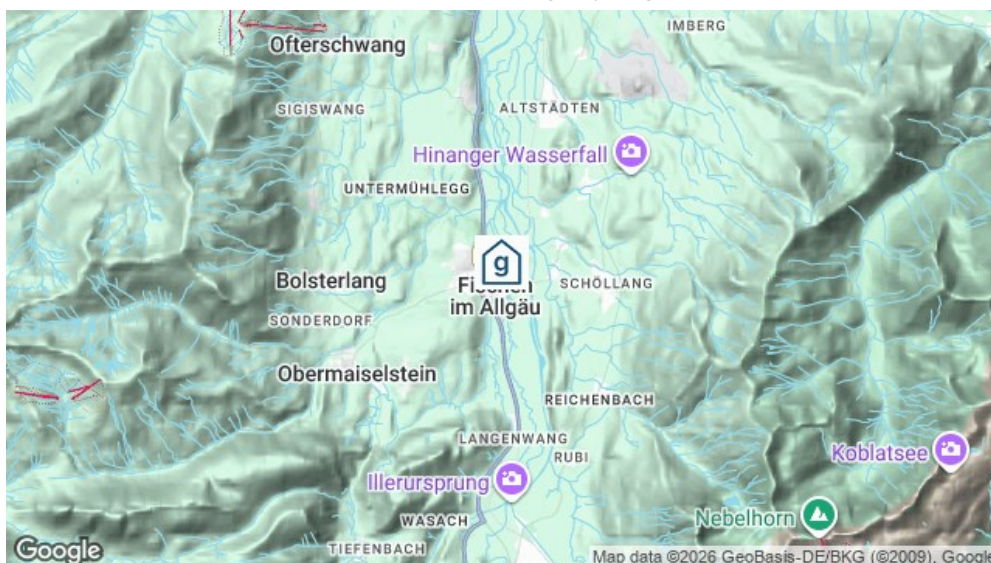 IMBERG
Ofterschwang
SIGISWANG
ALTSTÄDTEN
Hinanger Wasserfall
UNTERMÜHLEGG
g
Bolsterlang
SCHÖLLANG
Fischen
im Allgäu
SONDERDORF
Obermaiselstein
REICHENBACH
LANGENWANG
RUBI
Koblatsee
Illerursprung
WASACH
Nebelhorn
TIEFENBACH
Google
Map data ©2026 GeoBasis-DE/BKG (©2009), Google